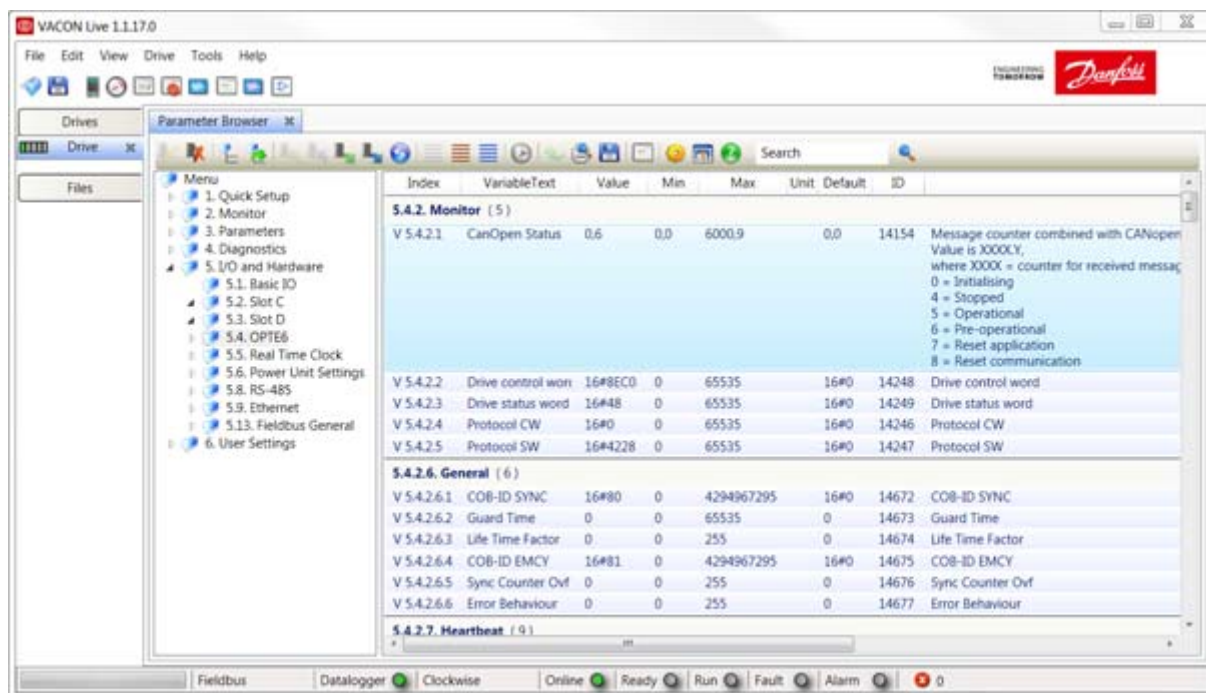 VACON Live 1.1.17.0
File Edit View Drive Tools Help
ENGINEERING
TOMORROW
Danfoss
Drives
Drive
Files
Parameter Browser
Search
Menu
1. Quick Setup
2. Monitor
3. Parameters
4. Diagnostics
5. I/O and Hardware
5.1. Basic IO
5.2. Slot C
5.3. Slot D
5.4. OPTE6
5.5. Real Time Clock
5.6. Power Unit Settings
5.8. RS-485
5.9. Ethernet
5.13. Fieldbus General
6. User Settings
Index VariableText Value Min Max Unit Default ID
5.4.2. Monitor (5)
V 5.4.2.1 CanOpen Status 0,6 0,0 6000,9 0,0 14154 Message counter combined with CANopen
Value is XXXX,Y,
where XXXX = counter for received messag
0 = Initialising
4 = Stopped
5 = Operational
6 = Pre-operational
7 = Reset application
8 = Reset communication
V 5.4.2.2 Drive control wor 16#8EC0 0 65535 16#0 14248 Drive control word
V 5.4.2.3 Drive status word 16#48 0 65535 16#0 14249 Drive status word
V 5.4.2.4 Protocol CW 16#0 0 65535 16#0 14246 Protocol CW
V 5.4.2.5 Protocol SW 16#4228 0 65535 16#0 14247 Protocol SW
5.4.2.6. General (6)
V 5.4.2.6.1 COB-ID SYNC 16#80 0 4294967295 16#0 14672 COB-ID SYNC
V 5.4.2.6.2 Guard Time 0 0 65535 0 14673 Guard Time
V 5.4.2.6.3 Life Time Factor 0 0 255 0 14674 Life Time Factor
V 5.4.2.6.4 COB-ID EMCY 16#81 0 4294967295 16#0 14675 COB-ID EMCY
V 5.4.2.6.5 Sync Counter Ovf 0 0 255 0 14676 Sync Counter Ovf
V 5.4.2.6.6 Error Behaviour 0 0 255 0 14677 Error Behaviour
5.4.2.7. Heartbeat (9)
Fieldbus Datalogger Clockwise Online Ready Run Fault Alarm 0